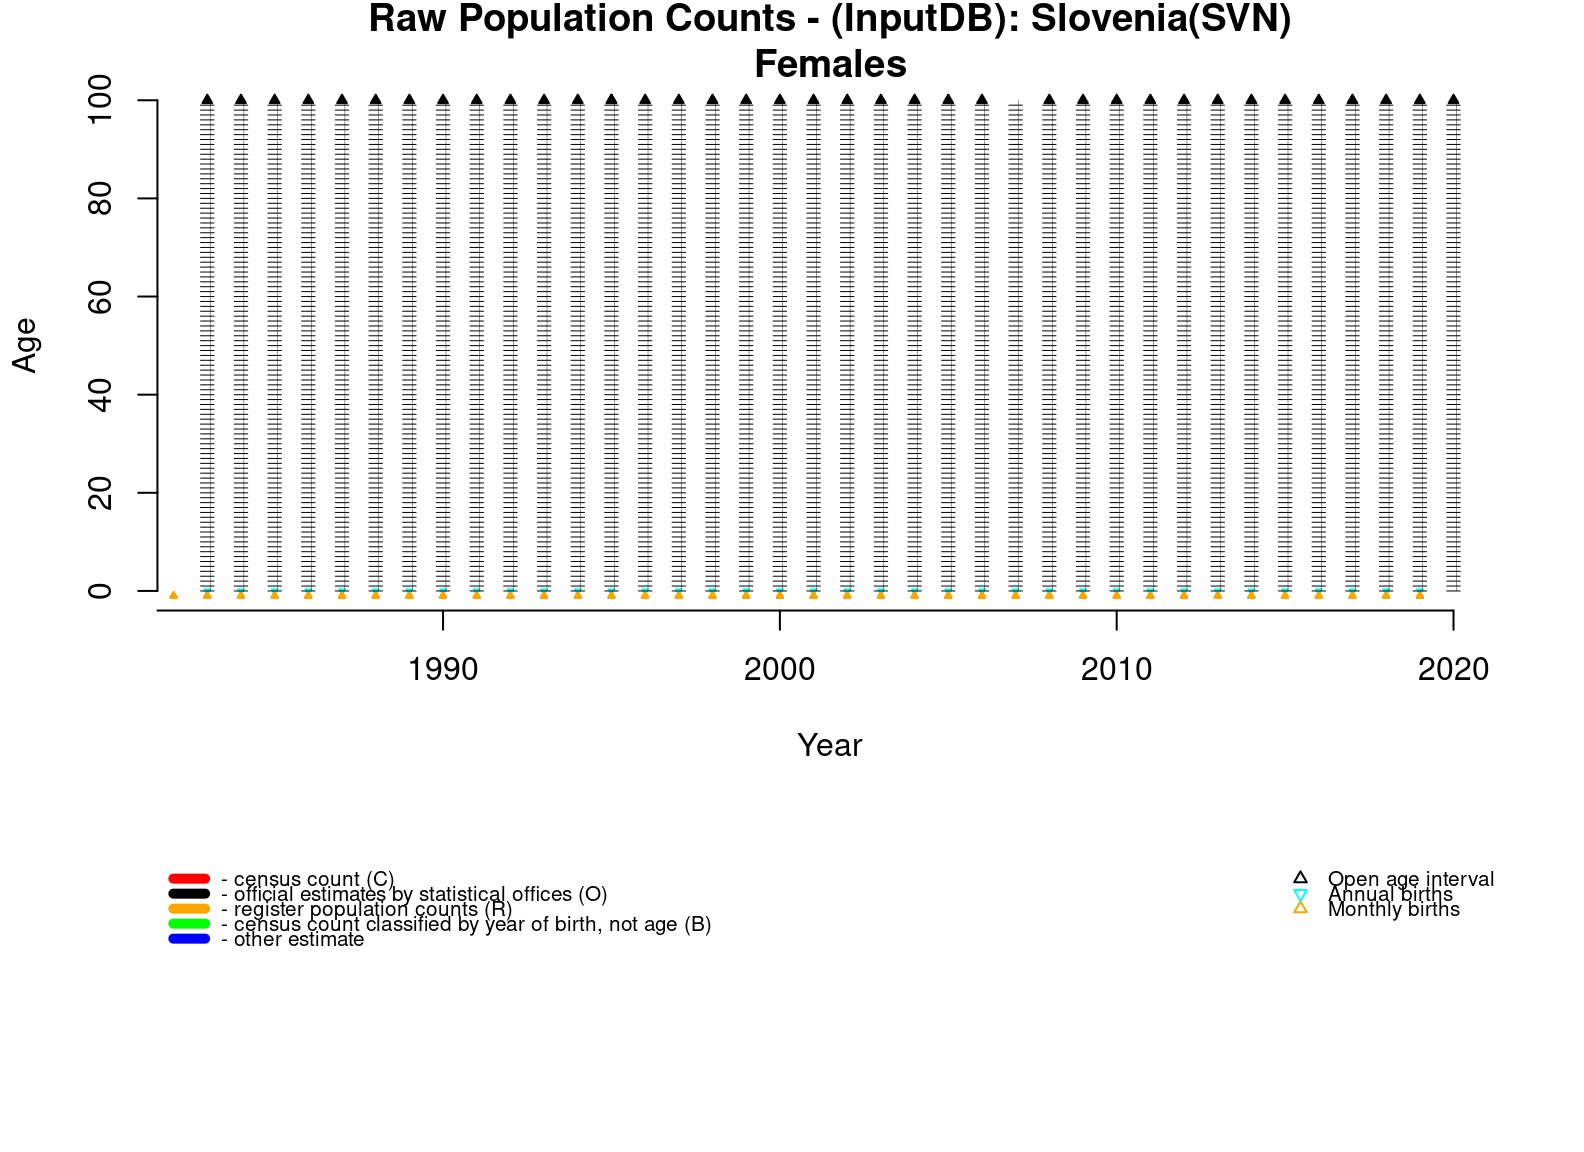 Raw Population Counts - (InputDB): Slovenia(SVN)
Females
100
80
60
40
20
0
Age
1990 2000 2010 2020
Year
- census count (C)
- official estimates by statistical offices (O)
- register population counts (R)
- census count classified by year of birth, not age (B)
- other estimate
Open age interval
Annual births
Monthly births